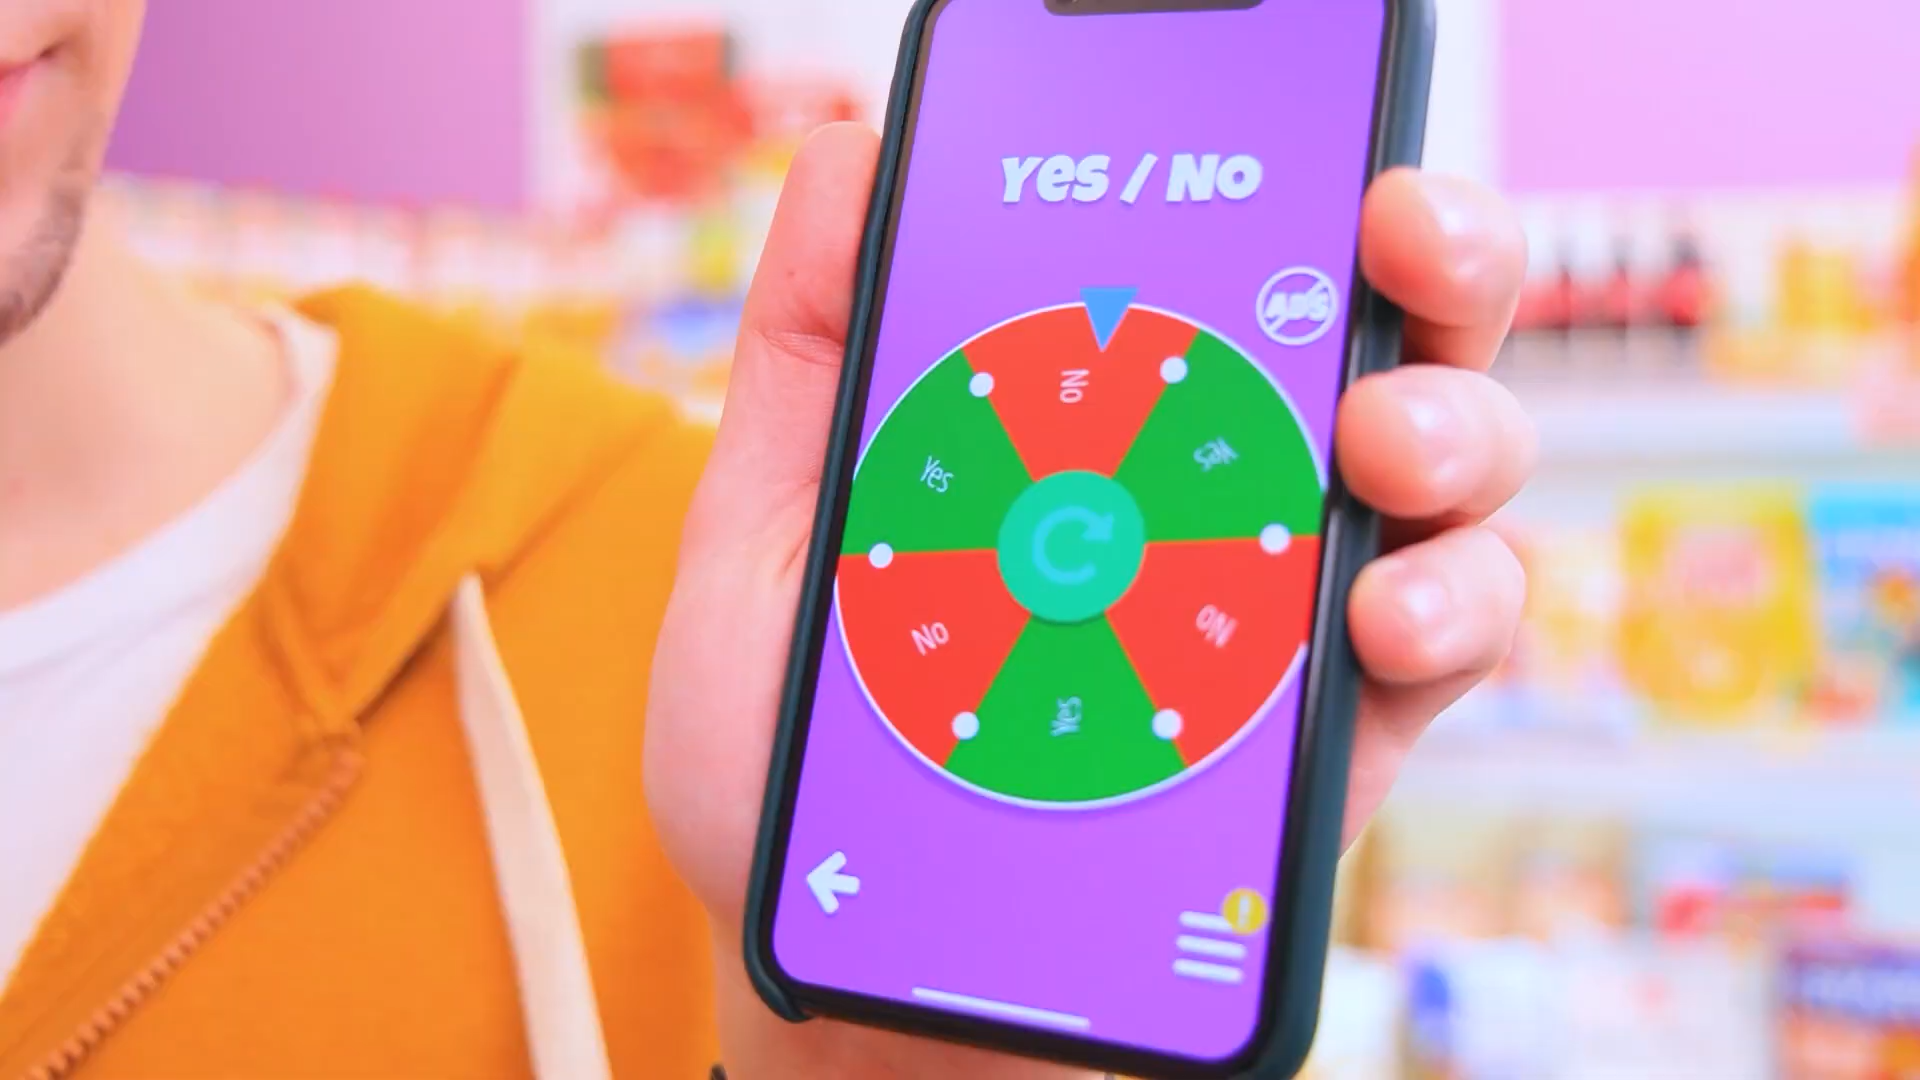 Yes / No
ADS
No
Yes
Yes
No
No
Yes